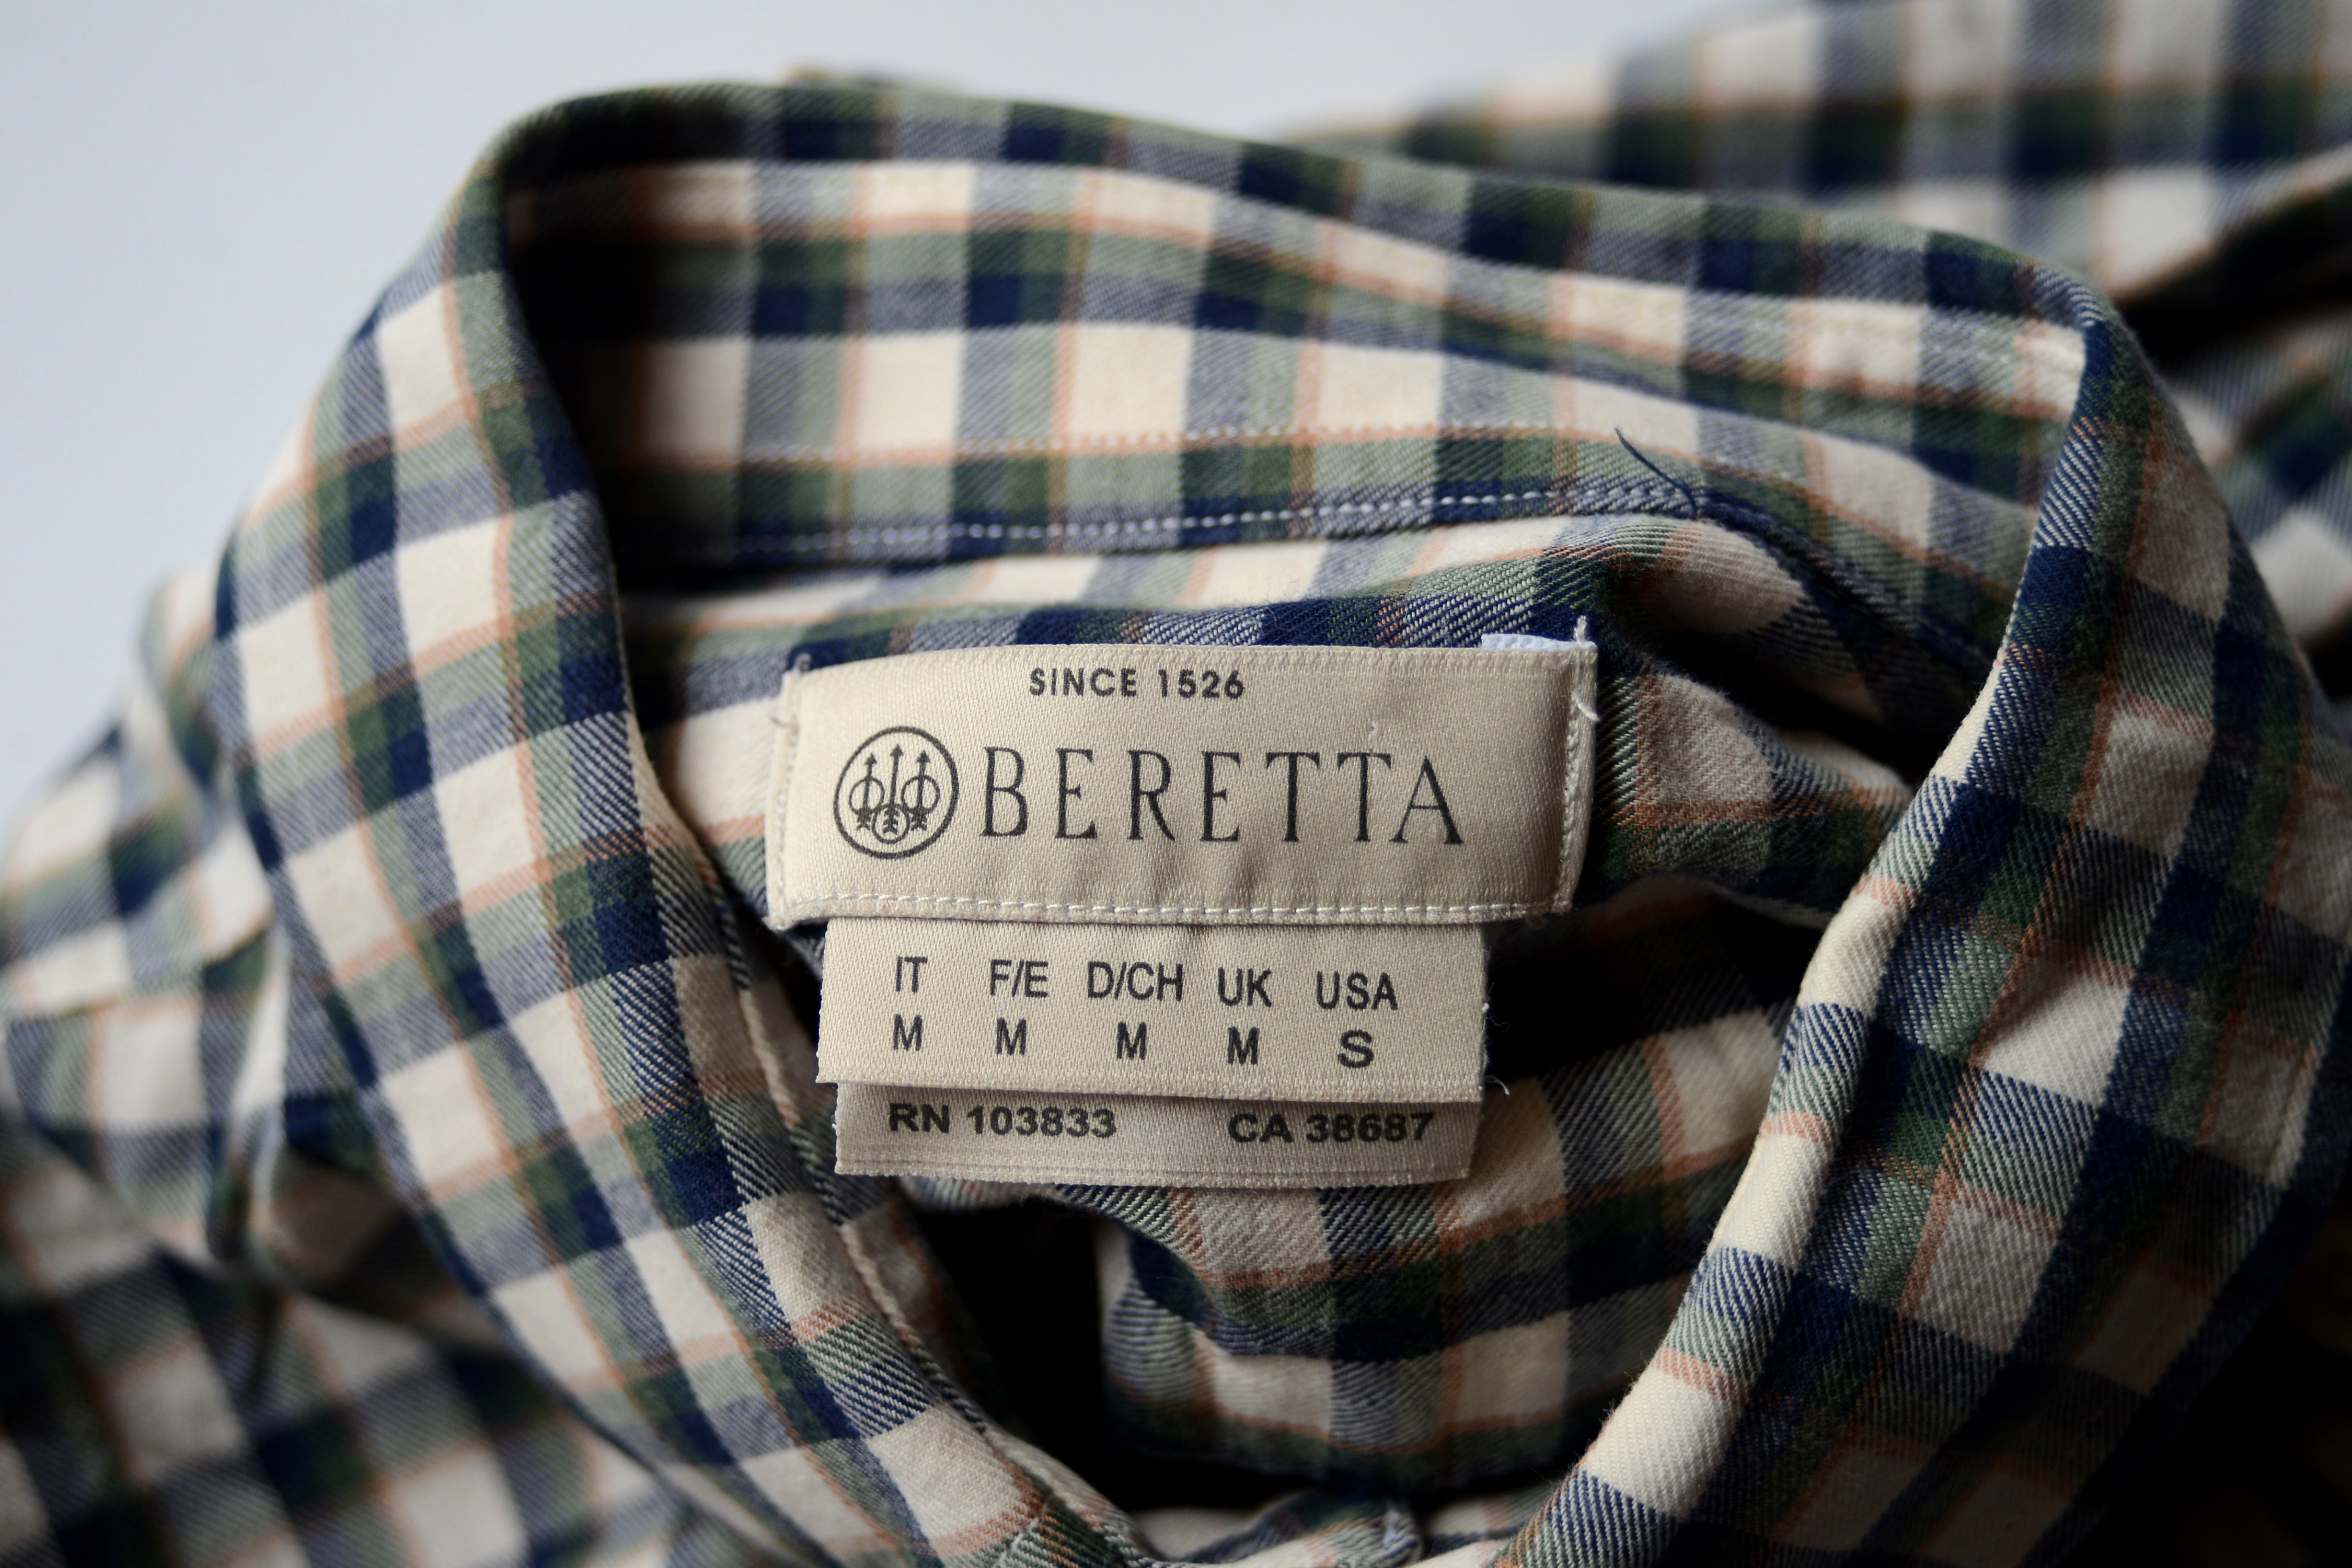 SINCE 1526
BERETTA
IT F/E D/CH UK USA
M M M M S
RN 103833 CA 38687